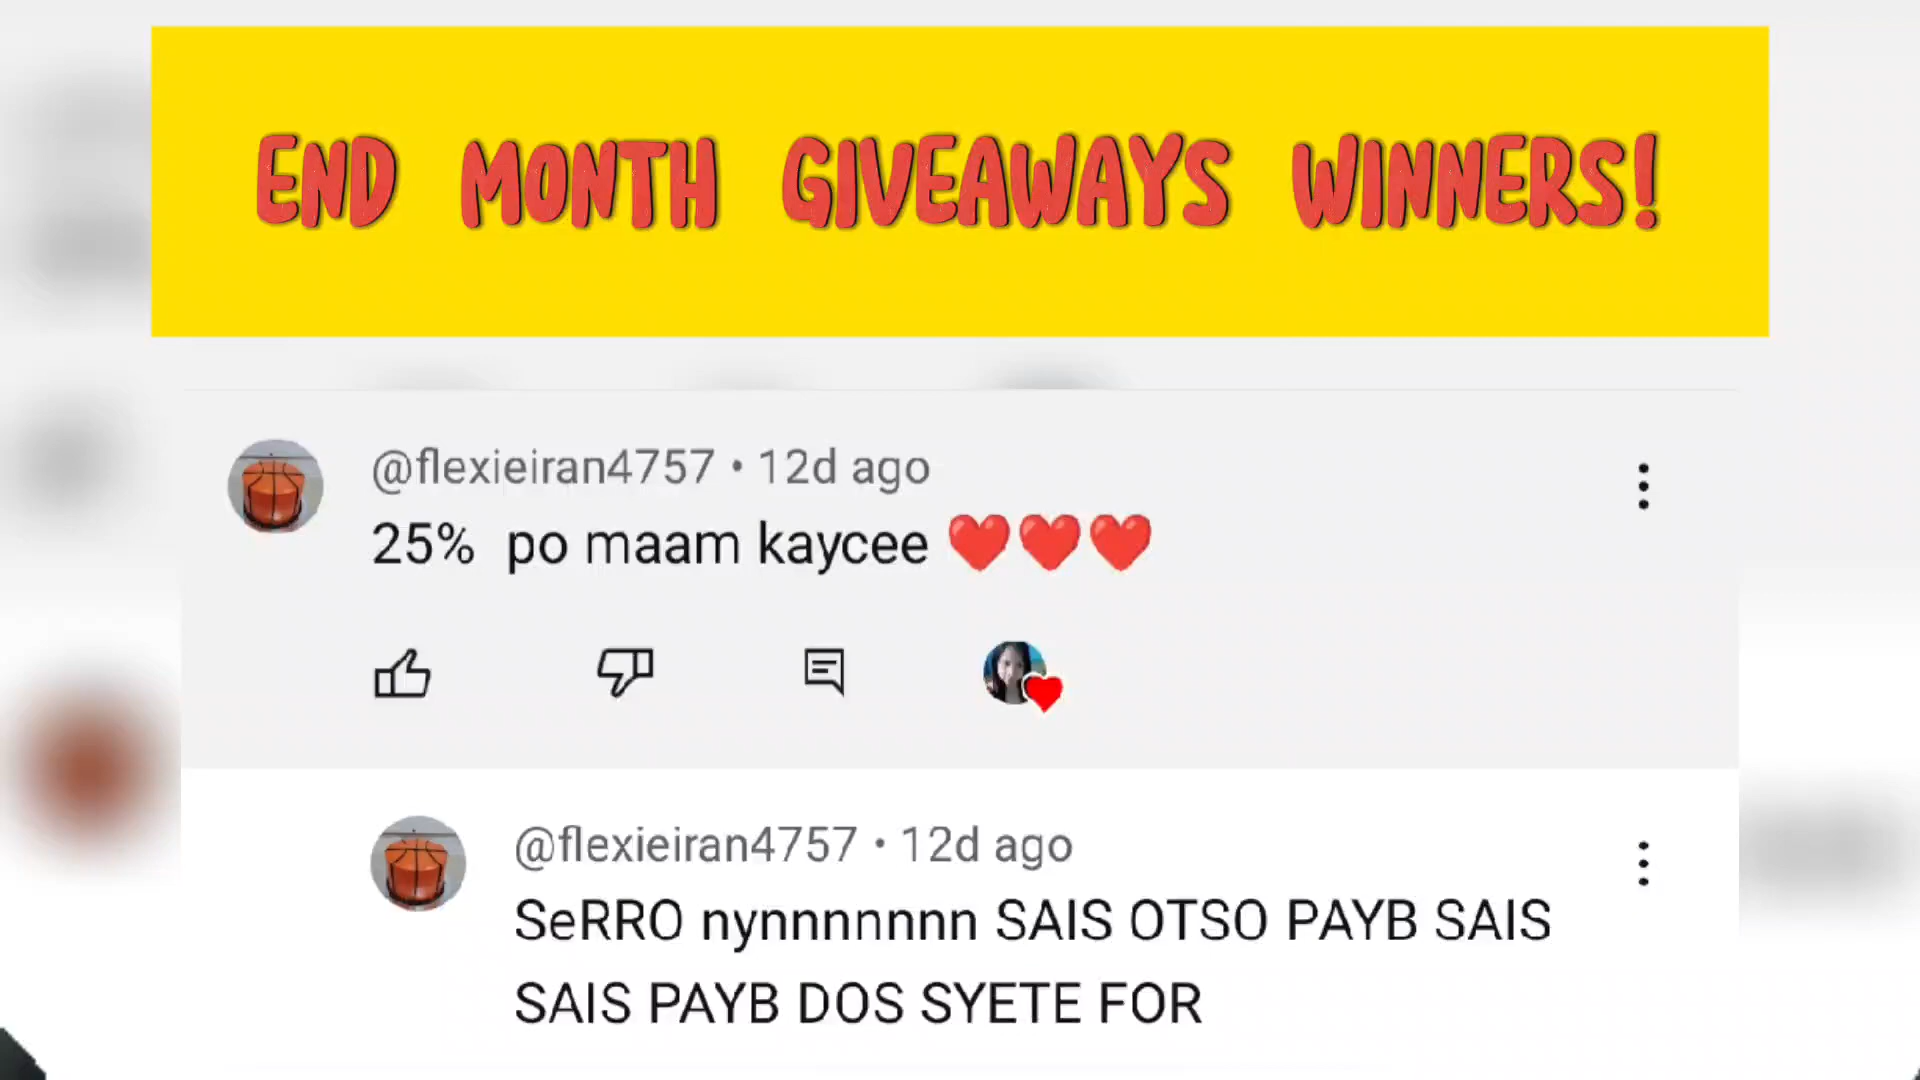 END MONTH GIVEAWAYS WINNERS!
@flexieiran4757 • 12d ago
25% po maam kaycee ❤️❤️❤️
@flexieiran4757 • 12d ago
SeRRO nynnnnnnn SAIS OTSO PAYB SAIS
SAIS PAYB DOS SYETE FOR